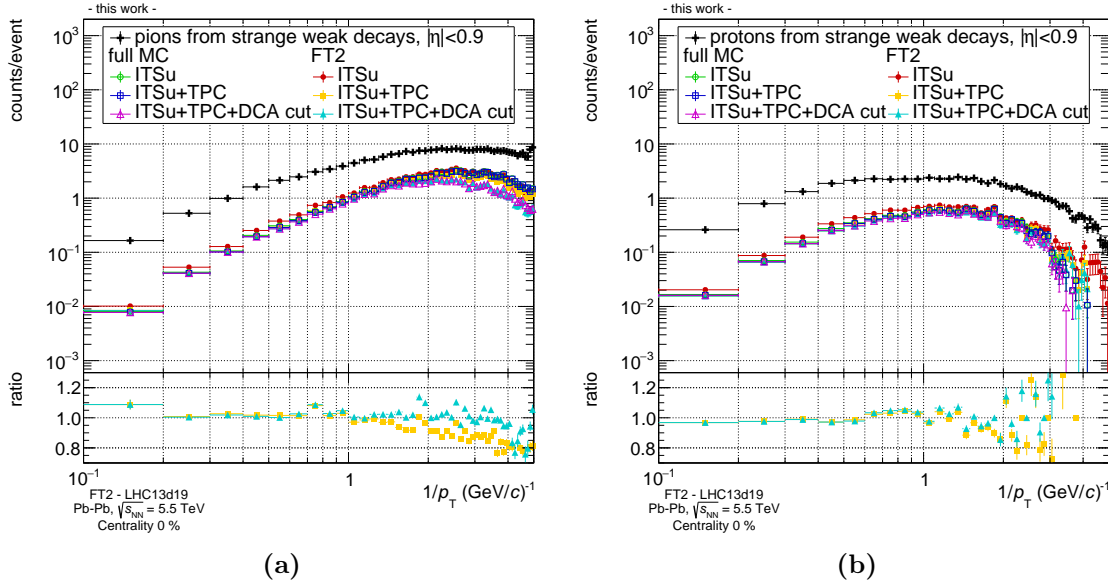 - this work -
counts/event
10³
10²
10
1
10⁻¹
10⁻²
10⁻³
pions from strange weak decays, |η|<0.9
full MC FT2
ITSu ITSu
ITSu+TPC ITSu+TPC
ITSu+TPC+DCA cut ITSu+TPC+DCA cut
ratio
1.2
1.0
0.8
10⁻¹ 1
1/p_T (GeV/c)⁻¹
FT2 - LHC13d19
Pb-Pb, √s_NN = 5.5 TeV
Centrality 0 %
(a)
- this work -
counts/event
10³
10²
10
1
10⁻¹
10⁻²
10⁻³
protons from strange weak decays, |η|<0.9
full MC FT2
ITSu ITSu
ITSu+TPC ITSu+TPC
ITSu+TPC+DCA cut ITSu+TPC+DCA cut
ratio
1.2
1.0
0.8
10⁻¹ 1
1/p_T (GeV/c)⁻¹
FT2 - LHC13d19
Pb-Pb, √s_NN = 5.5 TeV
Centrality 0 %
(b)